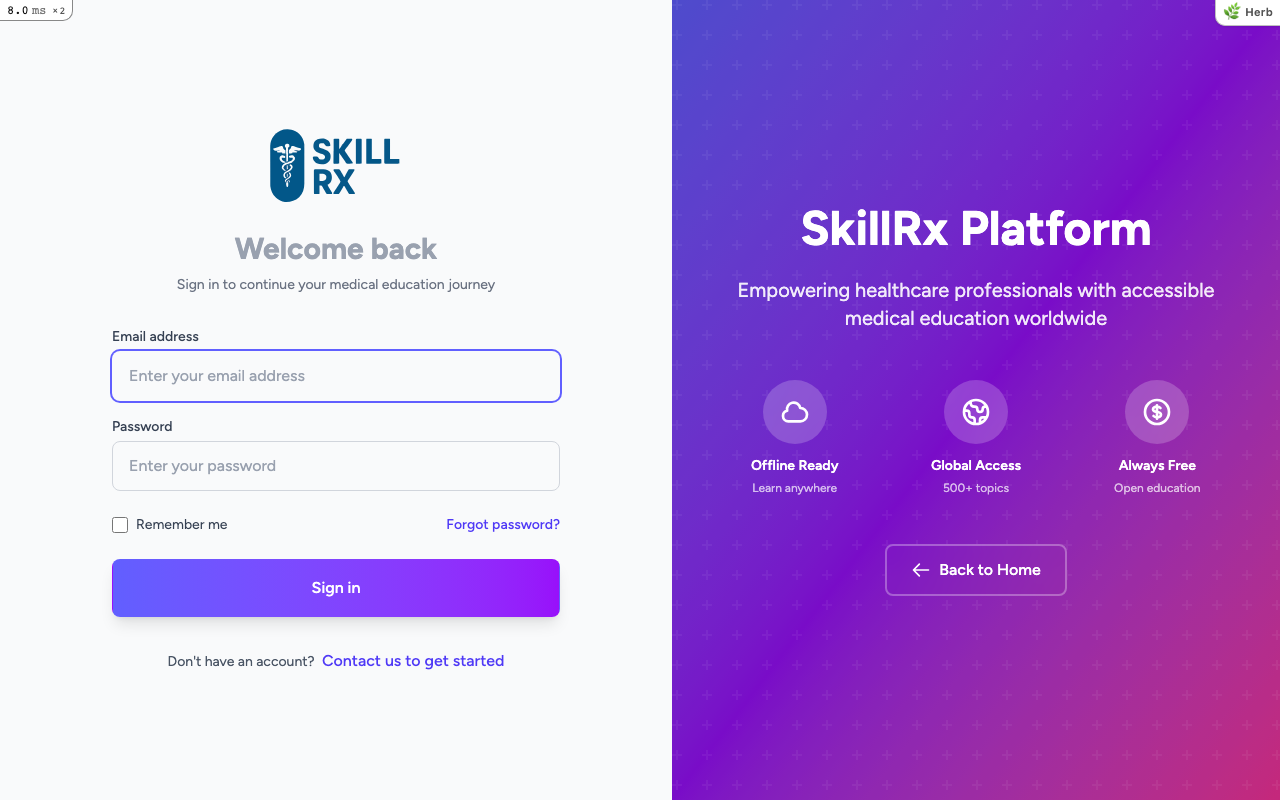 8.0 ms ×2
🌿 Herb
SKILL
RX
Welcome back
Sign in to continue your medical education journey
Email address
Enter your email address
Password
Enter your password
Remember me
Forgot password?
Sign in
Don't have an account? Contact us to get started
SkillRx Platform
Empowering healthcare professionals with accessible
medical education worldwide
Offline Ready
Learn anywhere
Global Access
500+ topics
Always Free
Open education
Back to Home